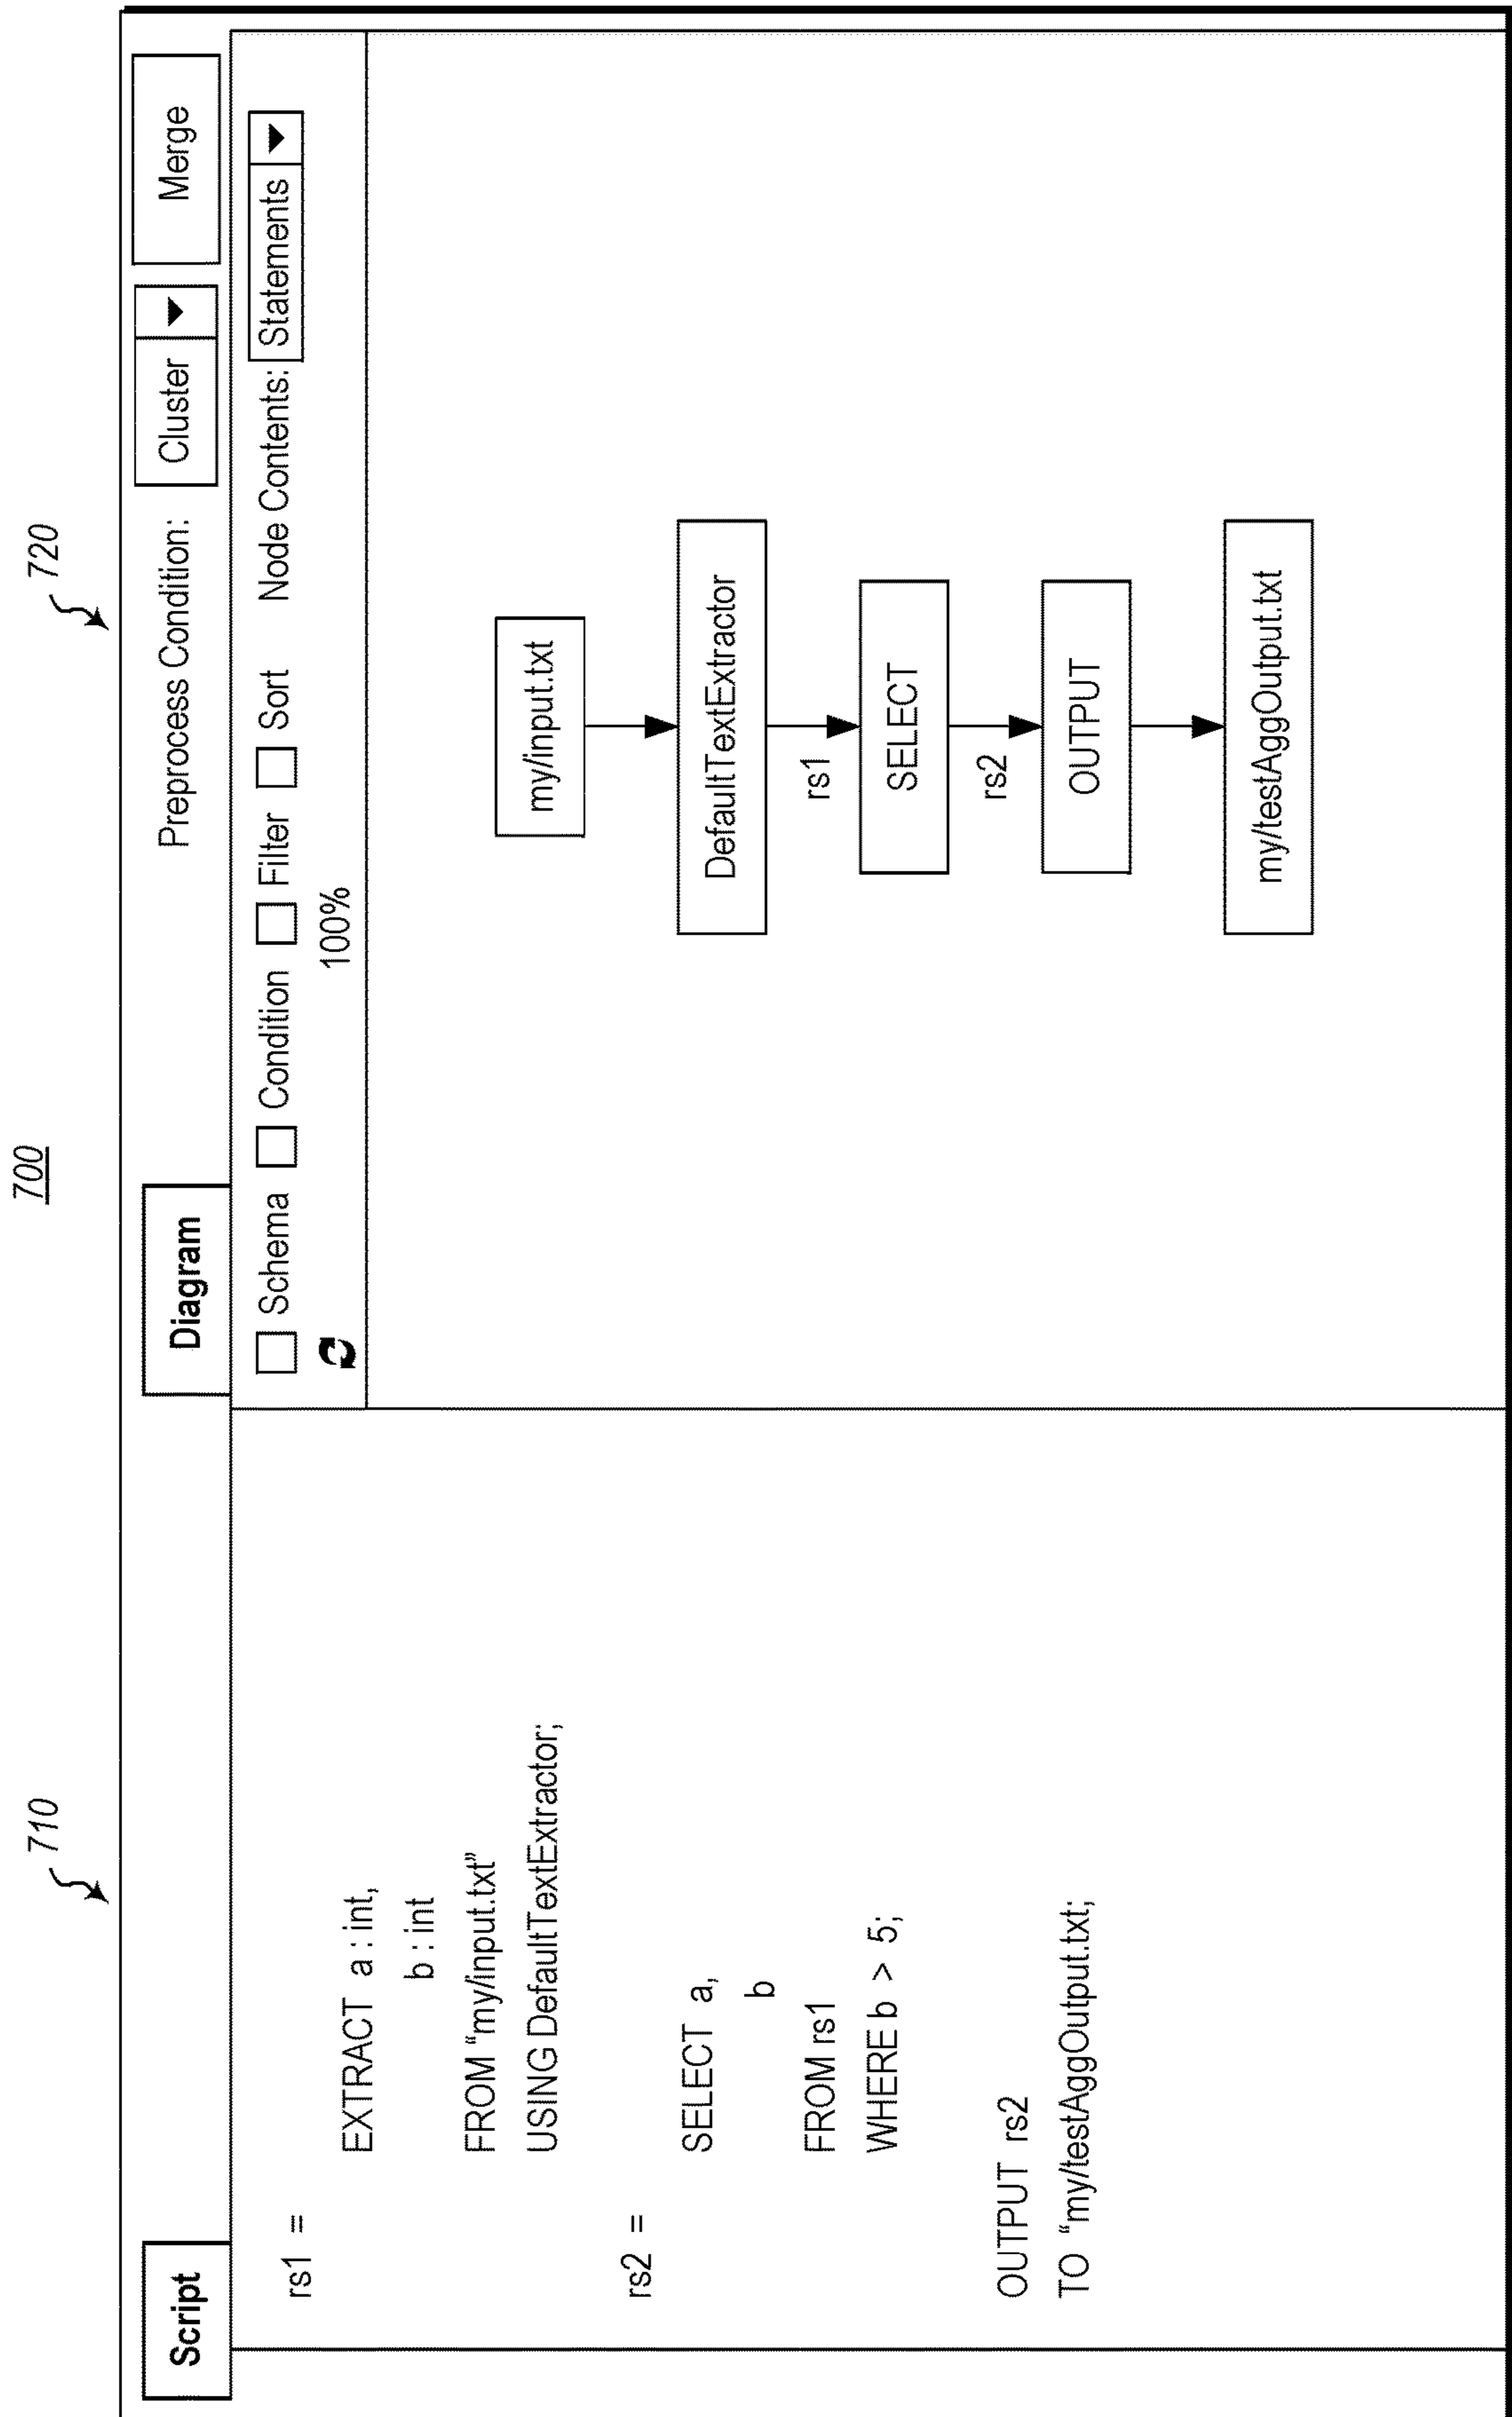 700
710
720
Script
Diagram
Preprocess Condition: Cluster Merge
Schema Condition Filter Sort Node Contents: Statements
100%
rs1 =
EXTRACT a : int,
b : int
FROM “my/input.txt”
USING DefaultTextExtractor;
rs2 =
SELECT a,
b
FROM rs1
WHERE b > 5;
OUTPUT rs2
TO “my/testAggOutput.txt;
my/input.txt
DefaultTextExtractor
rs1
SELECT
rs2
OUTPUT
my/testAggOutput.txt